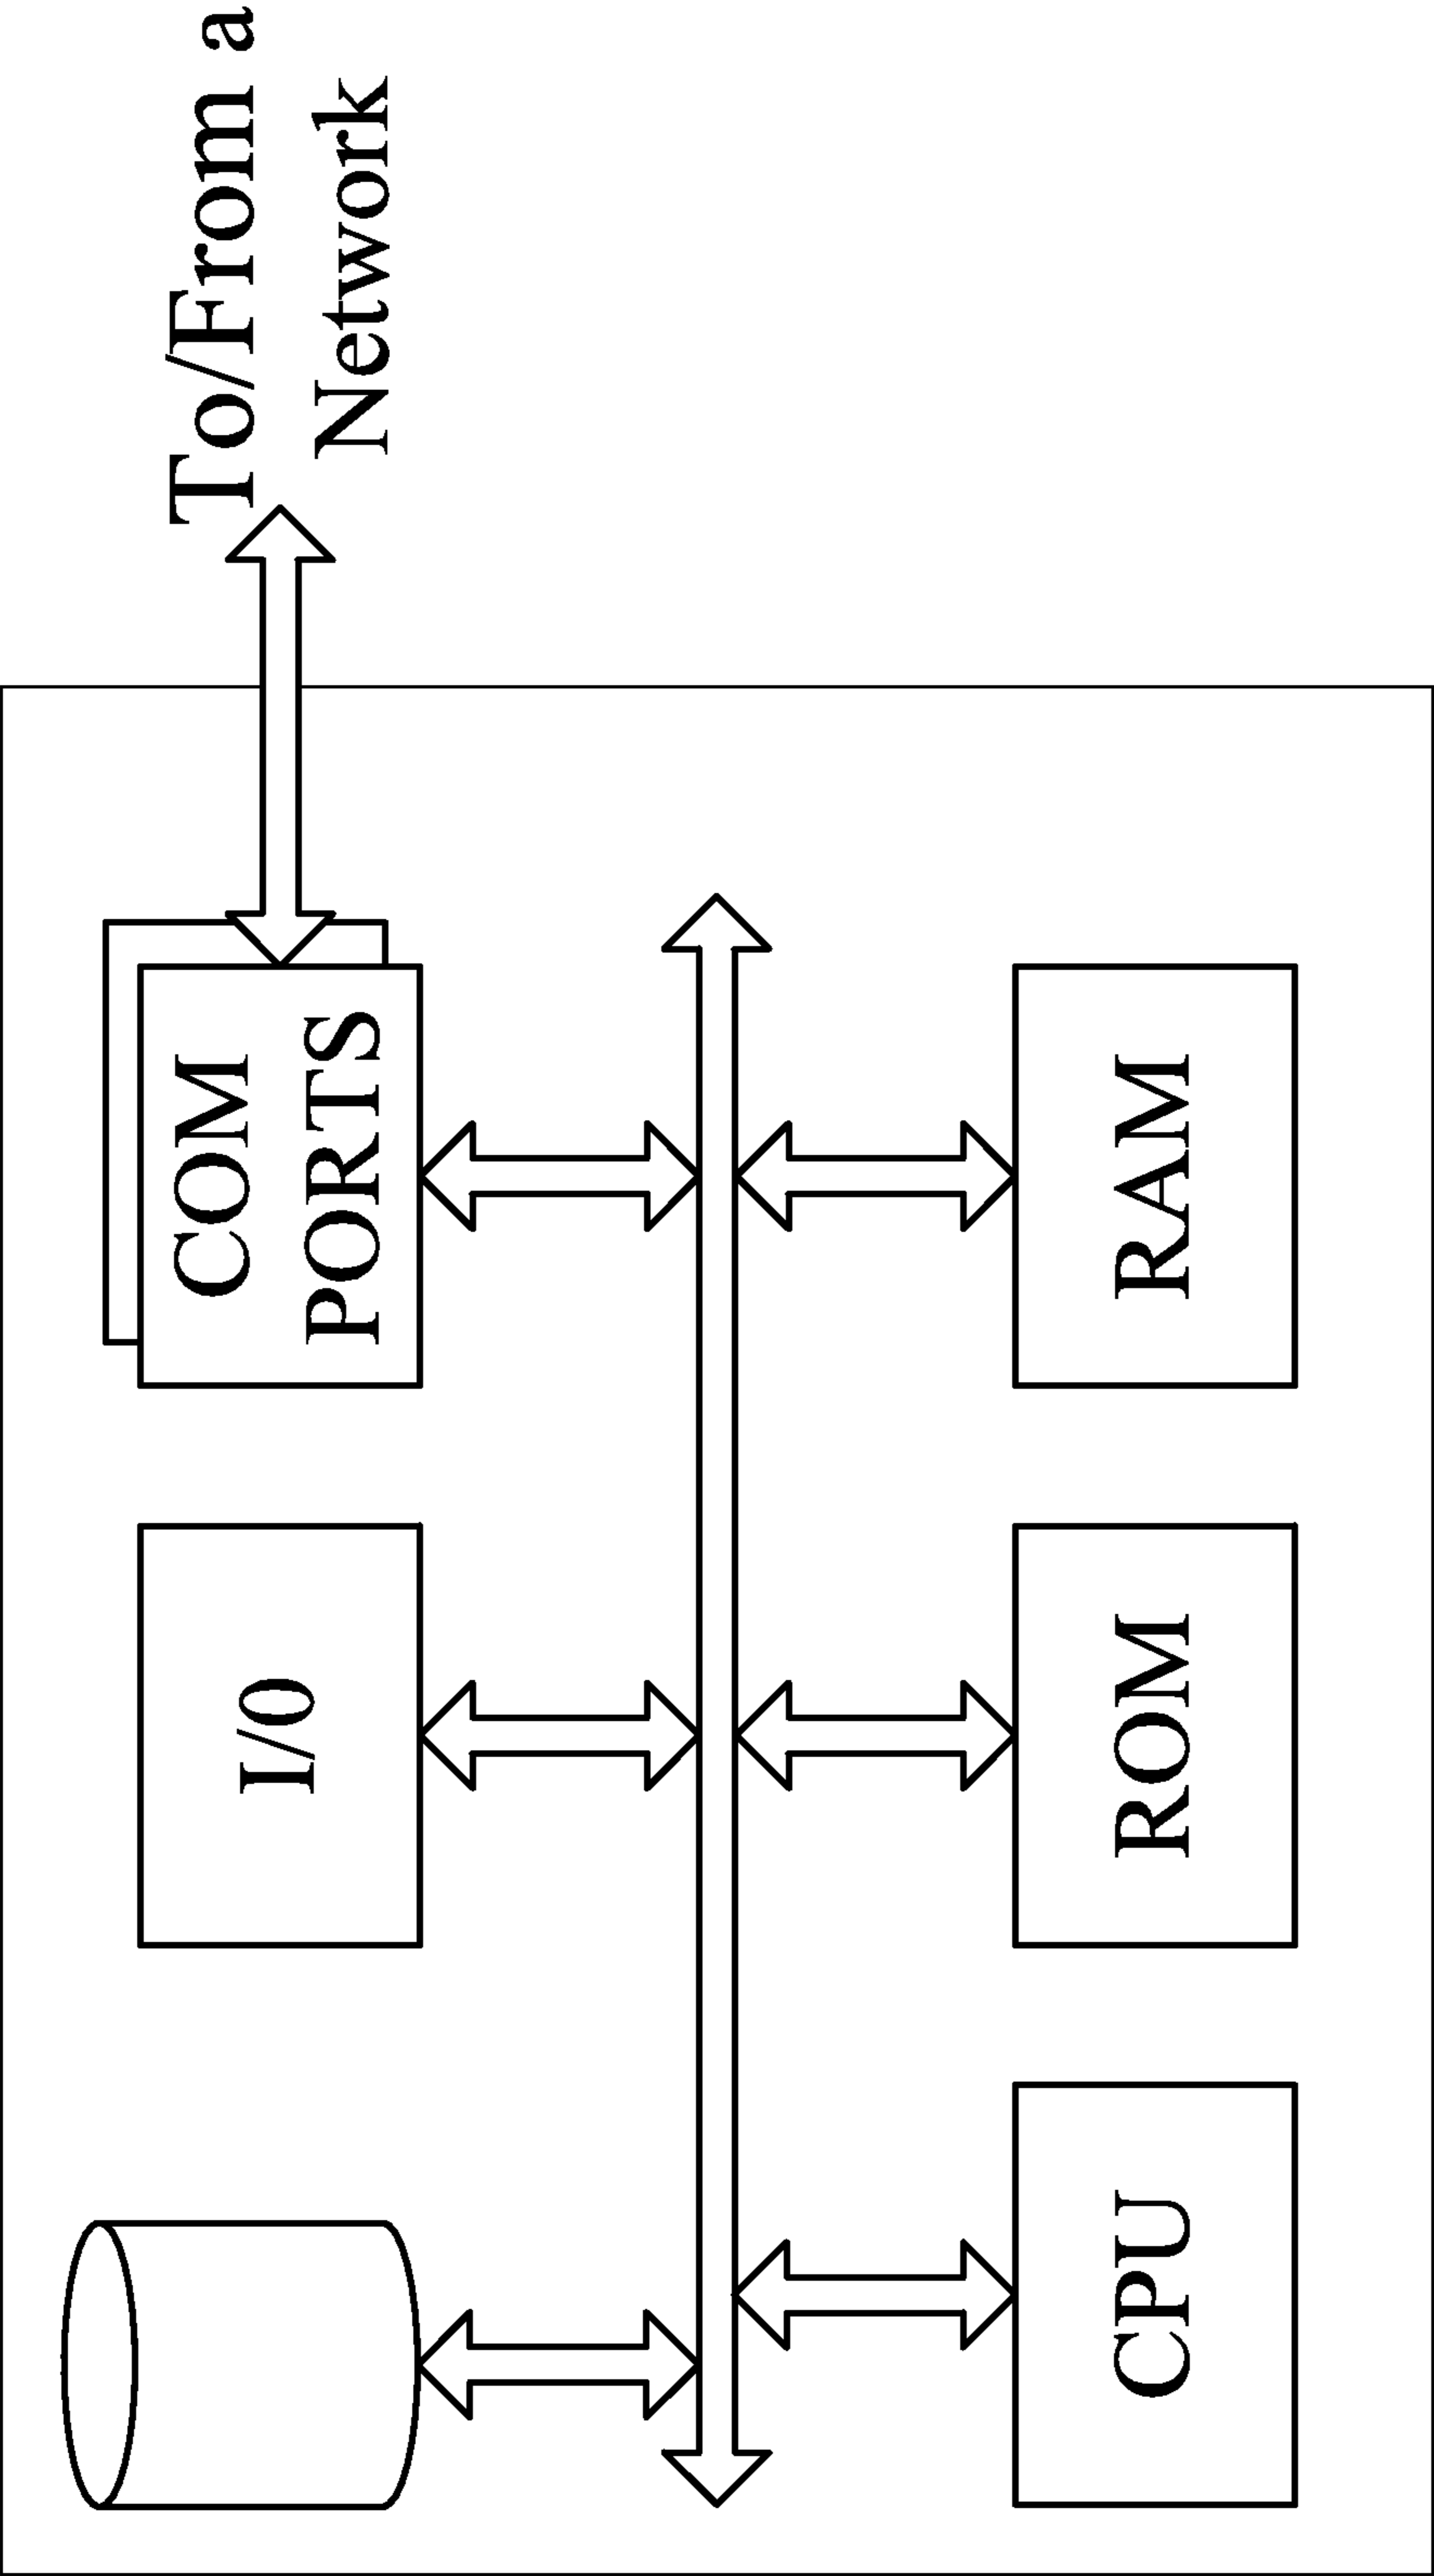 To/From a
Network
COM
PORTS
I/0
RAM
ROM
CPU